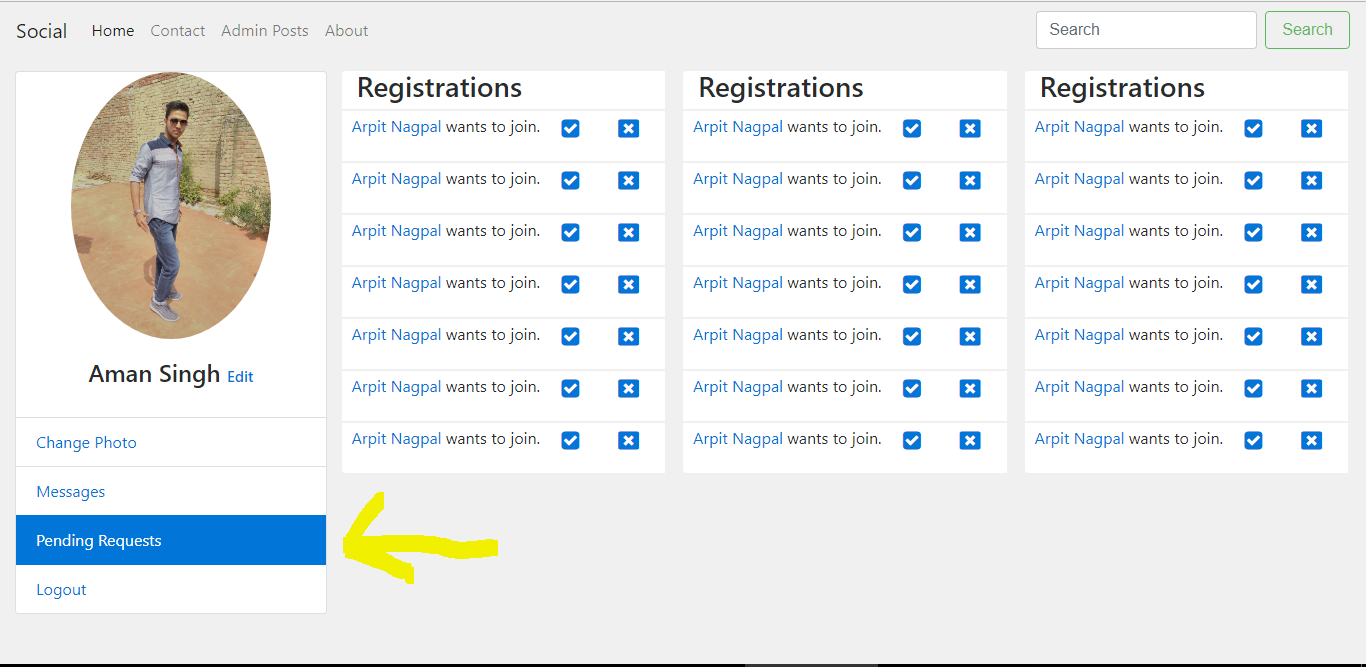 Social Home Contact Admin Posts About Search Search
Aman Singh Edit
Change Photo
Messages
Pending Requests
Logout
Registrations
Arpit Nagpal wants to join.
Arpit Nagpal wants to join.
Arpit Nagpal wants to join.
Arpit Nagpal wants to join.
Arpit Nagpal wants to join.
Arpit Nagpal wants to join.
Arpit Nagpal wants to join.
Registrations
Arpit Nagpal wants to join.
Arpit Nagpal wants to join.
Arpit Nagpal wants to join.
Arpit Nagpal wants to join.
Arpit Nagpal wants to join.
Arpit Nagpal wants to join.
Arpit Nagpal wants to join.
Registrations
Arpit Nagpal wants to join.
Arpit Nagpal wants to join.
Arpit Nagpal wants to join.
Arpit Nagpal wants to join.
Arpit Nagpal wants to join.
Arpit Nagpal wants to join.
Arpit Nagpal wants to join.